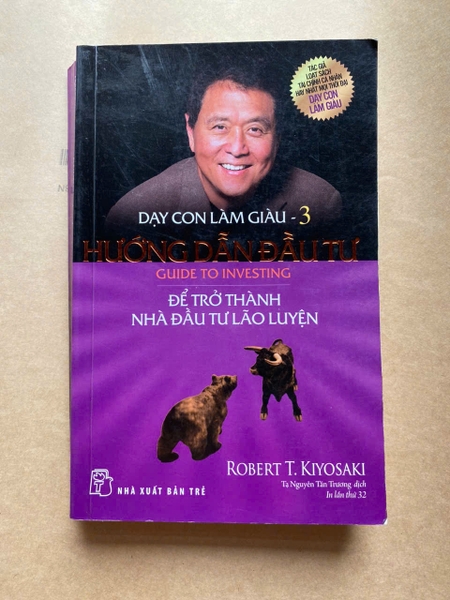 TÁC GIẢ
LOẠT SÁCH
TÀI CHÍNH CÁ NHÂN
HAY NHẤT MỌI THỜI ĐẠI
DẠY CON
LÀM GIÀU
DẠY CON LÀM GIÀU - 3
HƯỚNG DẪN ĐẦU TƯ
GUIDE TO INVESTING
ĐỂ TRỞ THÀNH
NHÀ ĐẦU TƯ LÃO LUYỆN
ROBERT T. KIYOSAKI
Tạ Nguyễn Tấn Trương dịch
In lần thứ 32
NHÀ XUẤT BẢN TRẺ